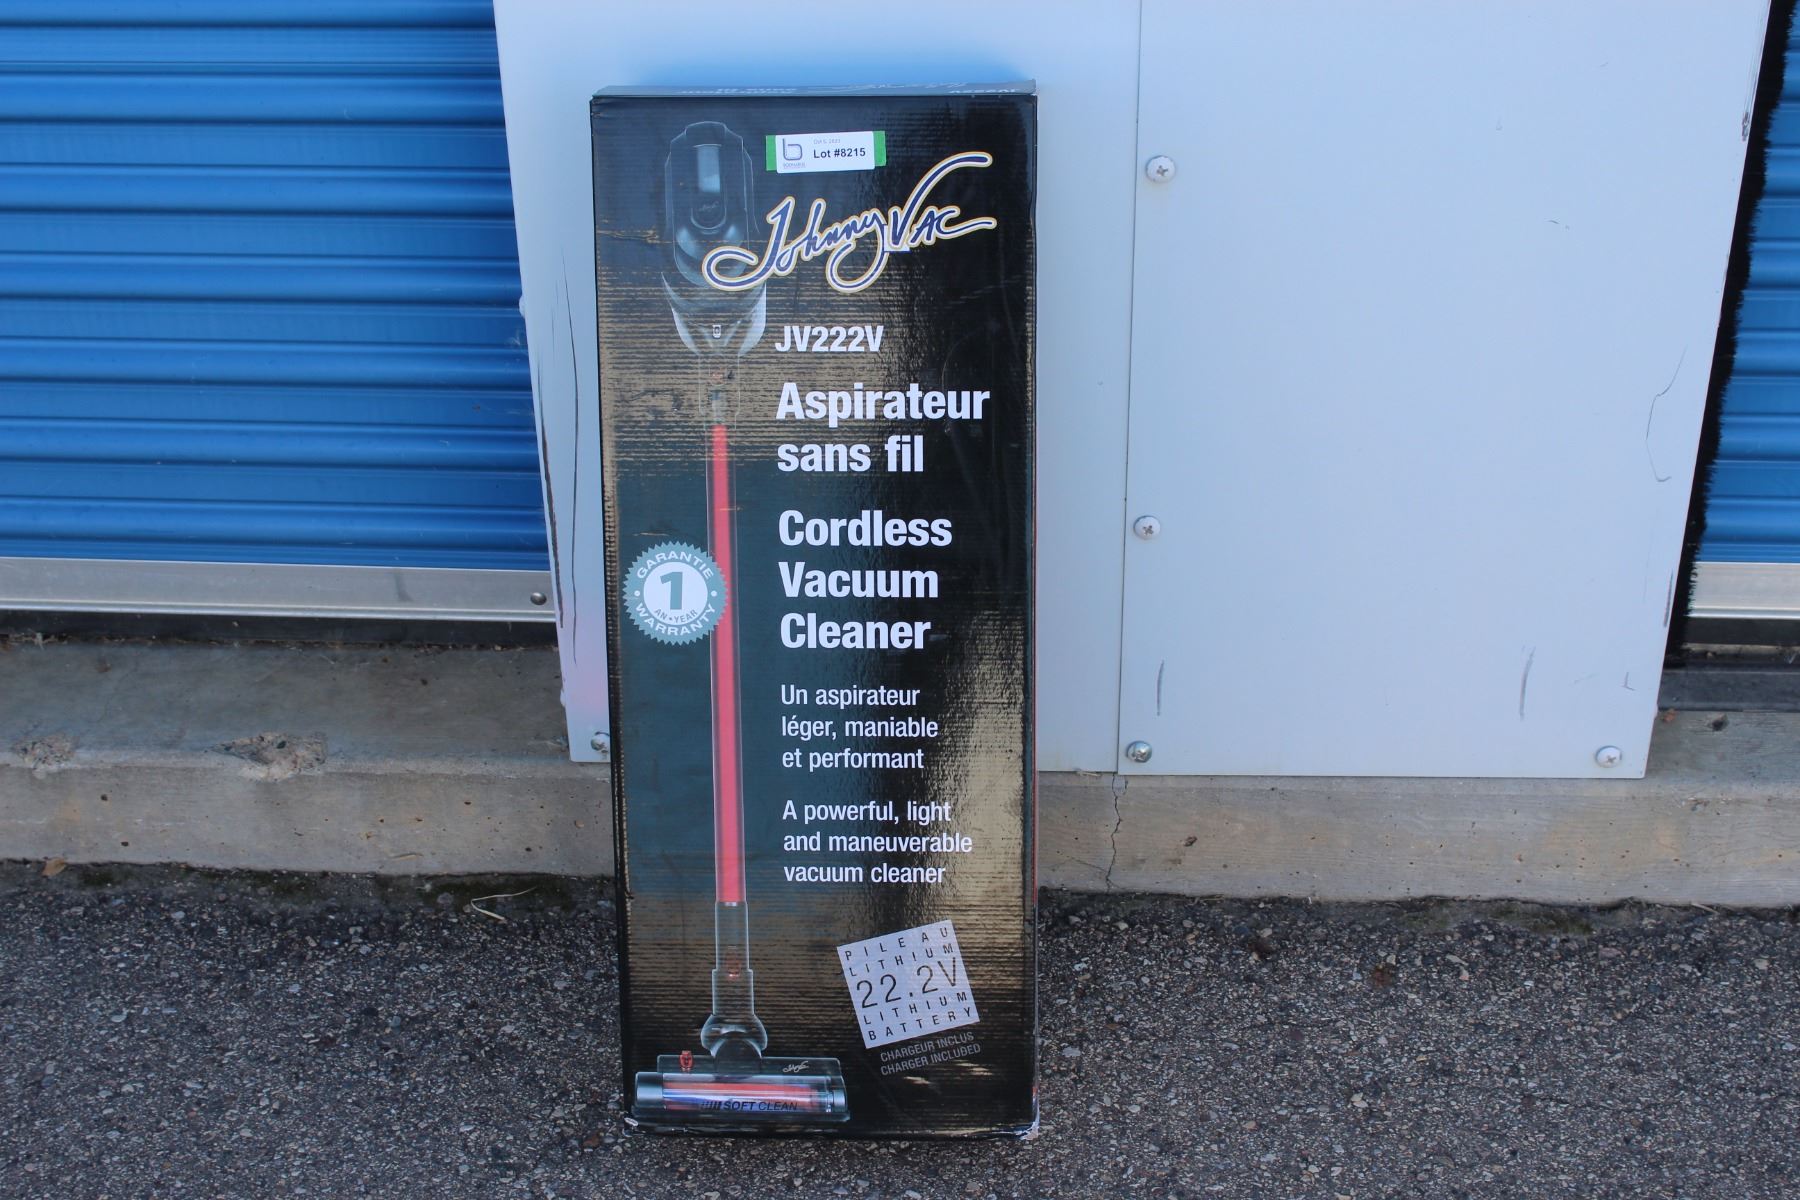 Lot #8215
Johnny Vac
JV222V
Aspirateur
sans fil
Cordless
Vacuum
Cleaner
GARANTIE
1
AN • YEAR
WARRANTY
Un aspirateur
léger, maniable
et performant
A powerful, light
and maneuverable
vacuum cleaner
PILE AU
LITHIUM
22.2V
LITHIUM
BATTERY
CHARGEUR INCLUS
CHARGER INCLUDED
SOFT CLEAN